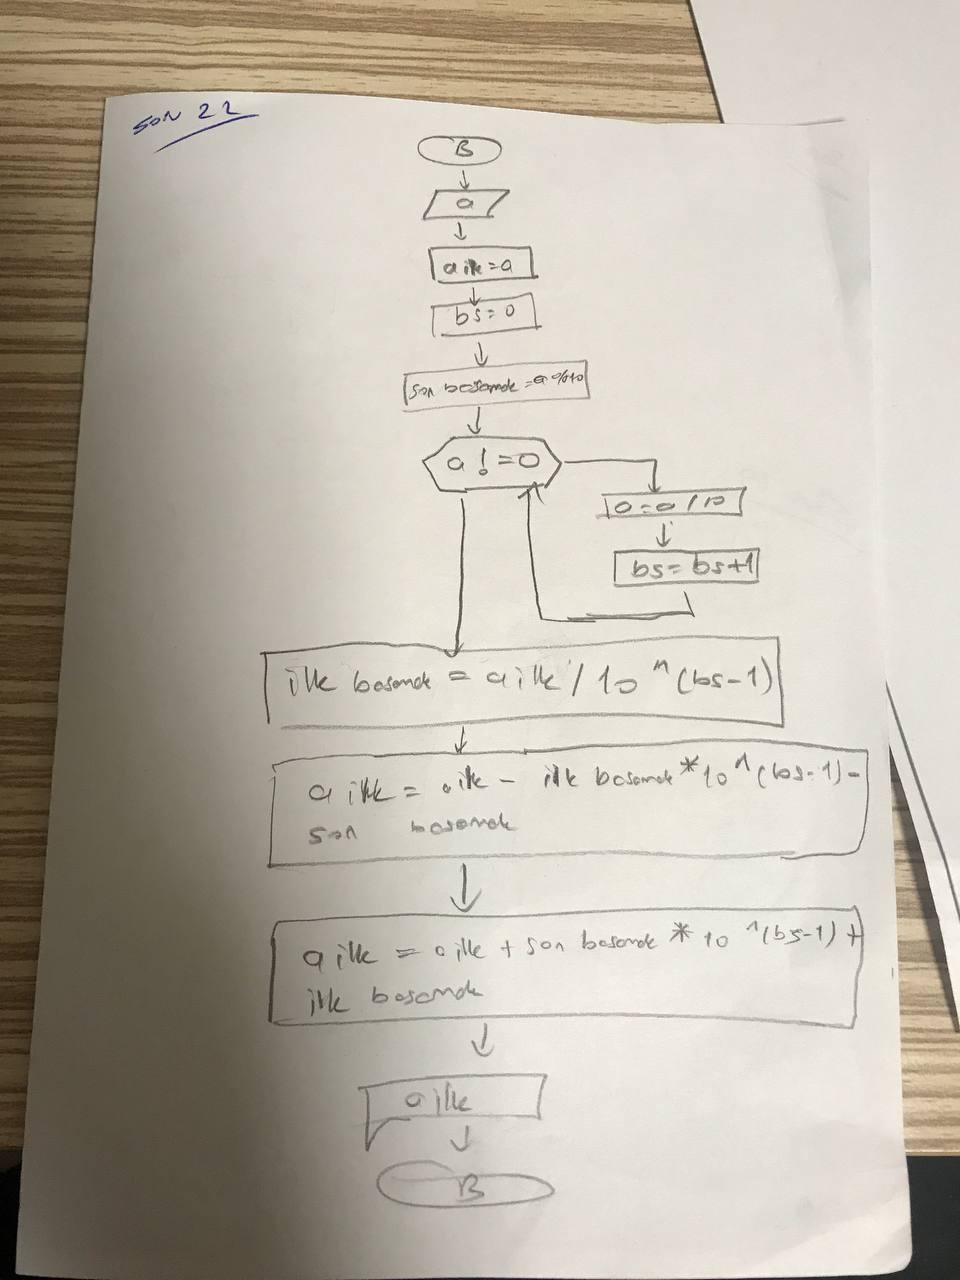 SON 22
B
a
a ilk = a
bs = 0
son basamak = a % 10
a != 0
a = a / 10
bs = bs+1
ilk basamak = a ilk / 10 ^ (bs-1)
a ilk = a ilk - ilk basamak * 10 ^ (bs-1) -
son basamak
a ilk = a ilk + son basamak * 10 ^ (bs-1) +
ilk basamak
a ilk
B